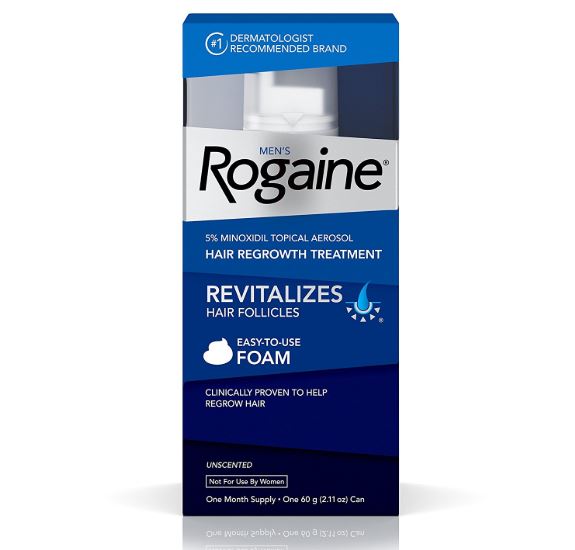 #1 DERMATOLOGIST
RECOMMENDED BRAND
MEN'S
Rogaine®
5% MINOXIDIL TOPICAL AEROSOL
HAIR REGROWTH TREATMENT
REVITALIZES
HAIR FOLLICLES
®
EASY-TO-USE
FOAM
CLINICALLY PROVEN TO HELP
REGROW HAIR
UNSCENTED
Not For Use By Women
One Month Supply • One 60 g (2.11 oz) Can